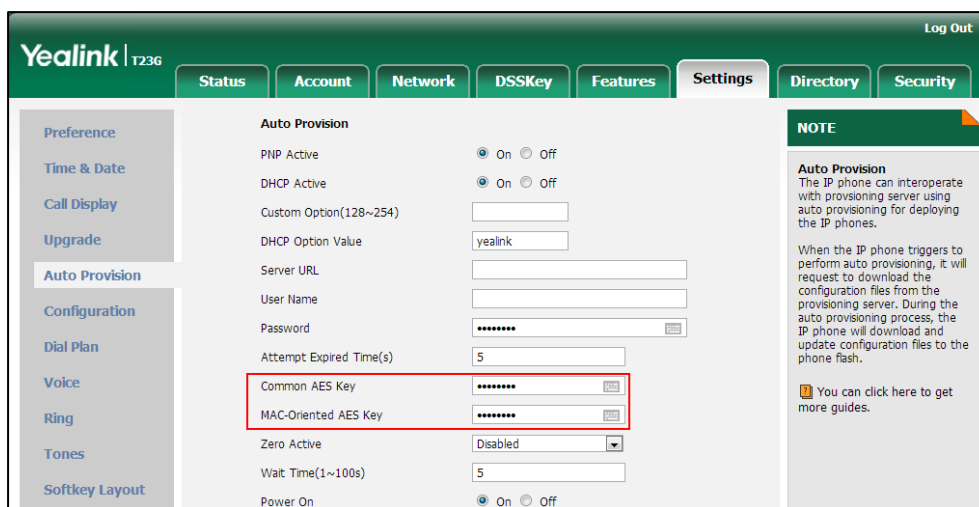 Log Out
Yealink | T23G
Status Account Network DSSKey Features Settings Directory Security
Preference
Time & Date
Call Display
Upgrade
Auto Provision
Configuration
Dial Plan
Voice
Ring
Tones
Softkey Layout
Auto Provision
PNP Active On Off
DHCP Active On Off
Custom Option(128~254)
DHCP Option Value yealink
Server URL
User Name
Password ••••••••
Attempt Expired Time(s) 5
Common AES Key ••••••••
MAC-Oriented AES Key ••••••••
Zero Active Disabled
Wait Time(1~100s) 5
Power On On Off
NOTE
Auto Provision
The IP phone can interoperate
with provsioning server using
auto provisioning for deploying
the IP phones.
When the IP phone triggers to
perform auto provisioning, it will
request to download the
configuration files from the
provisioning server. During the
auto provisioning process, the
IP phone will download and
update configuration files to the
phone flash.
You can click here to get
more guides.